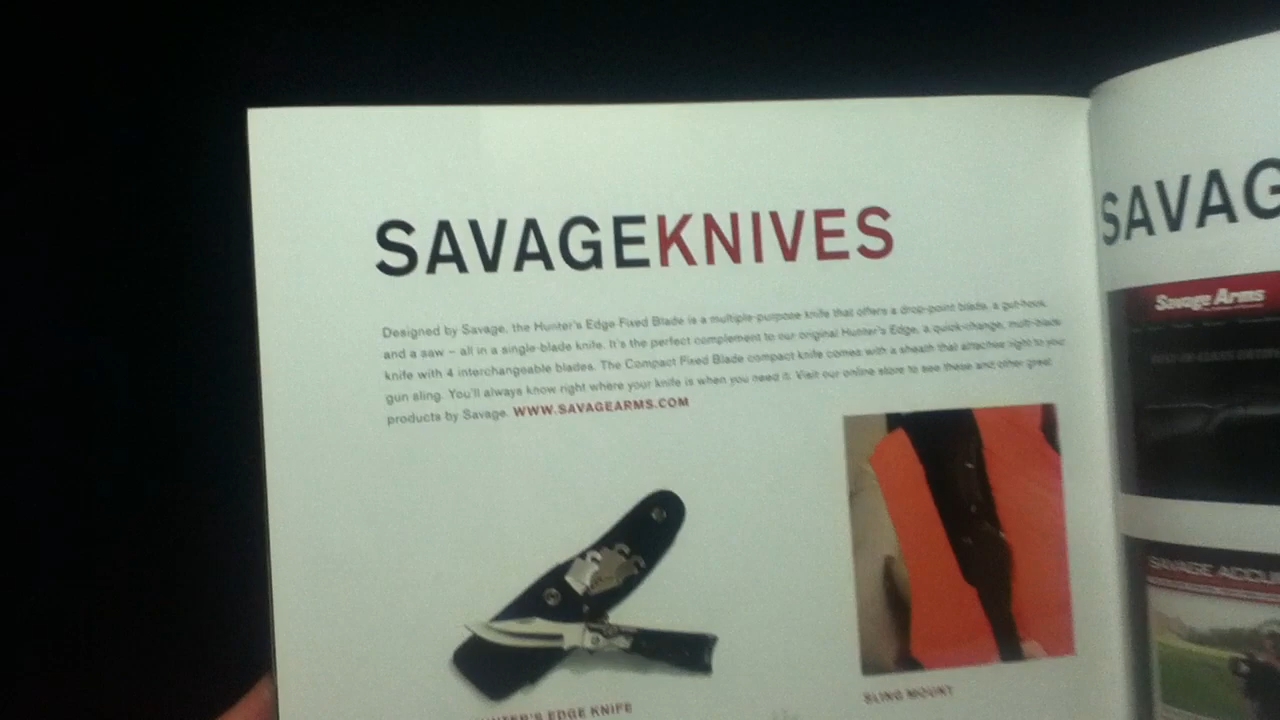 SAVAGEKNIVES
Designed by Savage, the Hunter's Edge Fixed Blade is a multiple-purpose knife that offers a drop-point blade, a gut-hook,
and a saw – all in a single-blade knife. It's the perfect complement to our original Hunter's Edge, a quick-change, multi-blade
knife with 4 interchangeable blades. The Compact Fixed Blade compact knife comes with a sheath that attaches right to your
gun sling. You'll always know right where your knife is when you need it. Visit our online store to see these and other great
products by Savage. WWW.SAVAGEARMS.COM
HUNTER'S EDGE KNIFE
SLING MOUNT
SAVAG
Savage Arms
SAVAGE ACCU